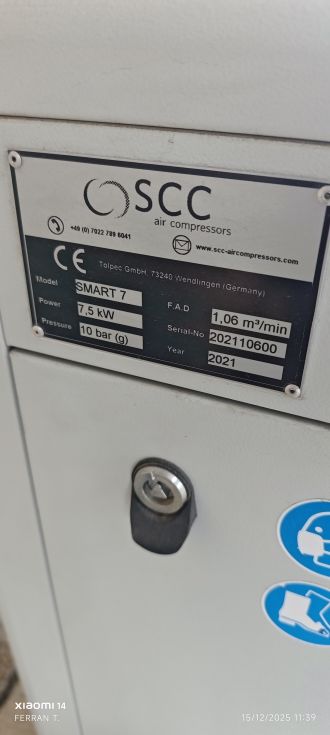 SCC
air compressors
+49 (0) 7022 789 6041
www.scc-aircompressors.com
CE
Tolpec GmbH, 73240 Wendlingen (Germany)
Model SMART 7
Power 7,5 kW
Pressure 10 bar (g)
F.A.D 1,06 m³/min
Serial-No 202110600
Year 2021
xiaomi 14
FERRAN T.
15/12/2025 11:39